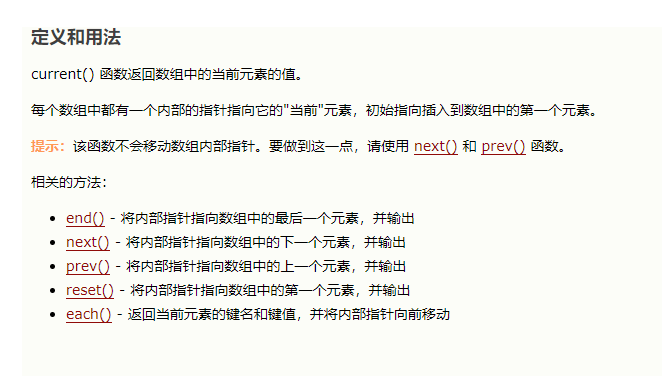 定义和用法
current() 函数返回数组中的当前元素的值。
每个数组中都有一个内部的指针指向它的"当前"元素，初始指向插入到数组中的第一个元素。
提示：该函数不会移动数组内部指针。要做到这一点，请使用 next() 和 prev() 函数。
相关的方法：
• end() - 将内部指针指向数组中的最后一个元素，并输出
• next() - 将内部指针指向数组中的下一个元素，并输出
• prev() - 将内部指针指向数组中的上一个元素，并输出
• reset() - 将内部指针指向数组中的第一个元素，并输出
• each() - 返回当前元素的键名和键值，并将内部指针向前移动